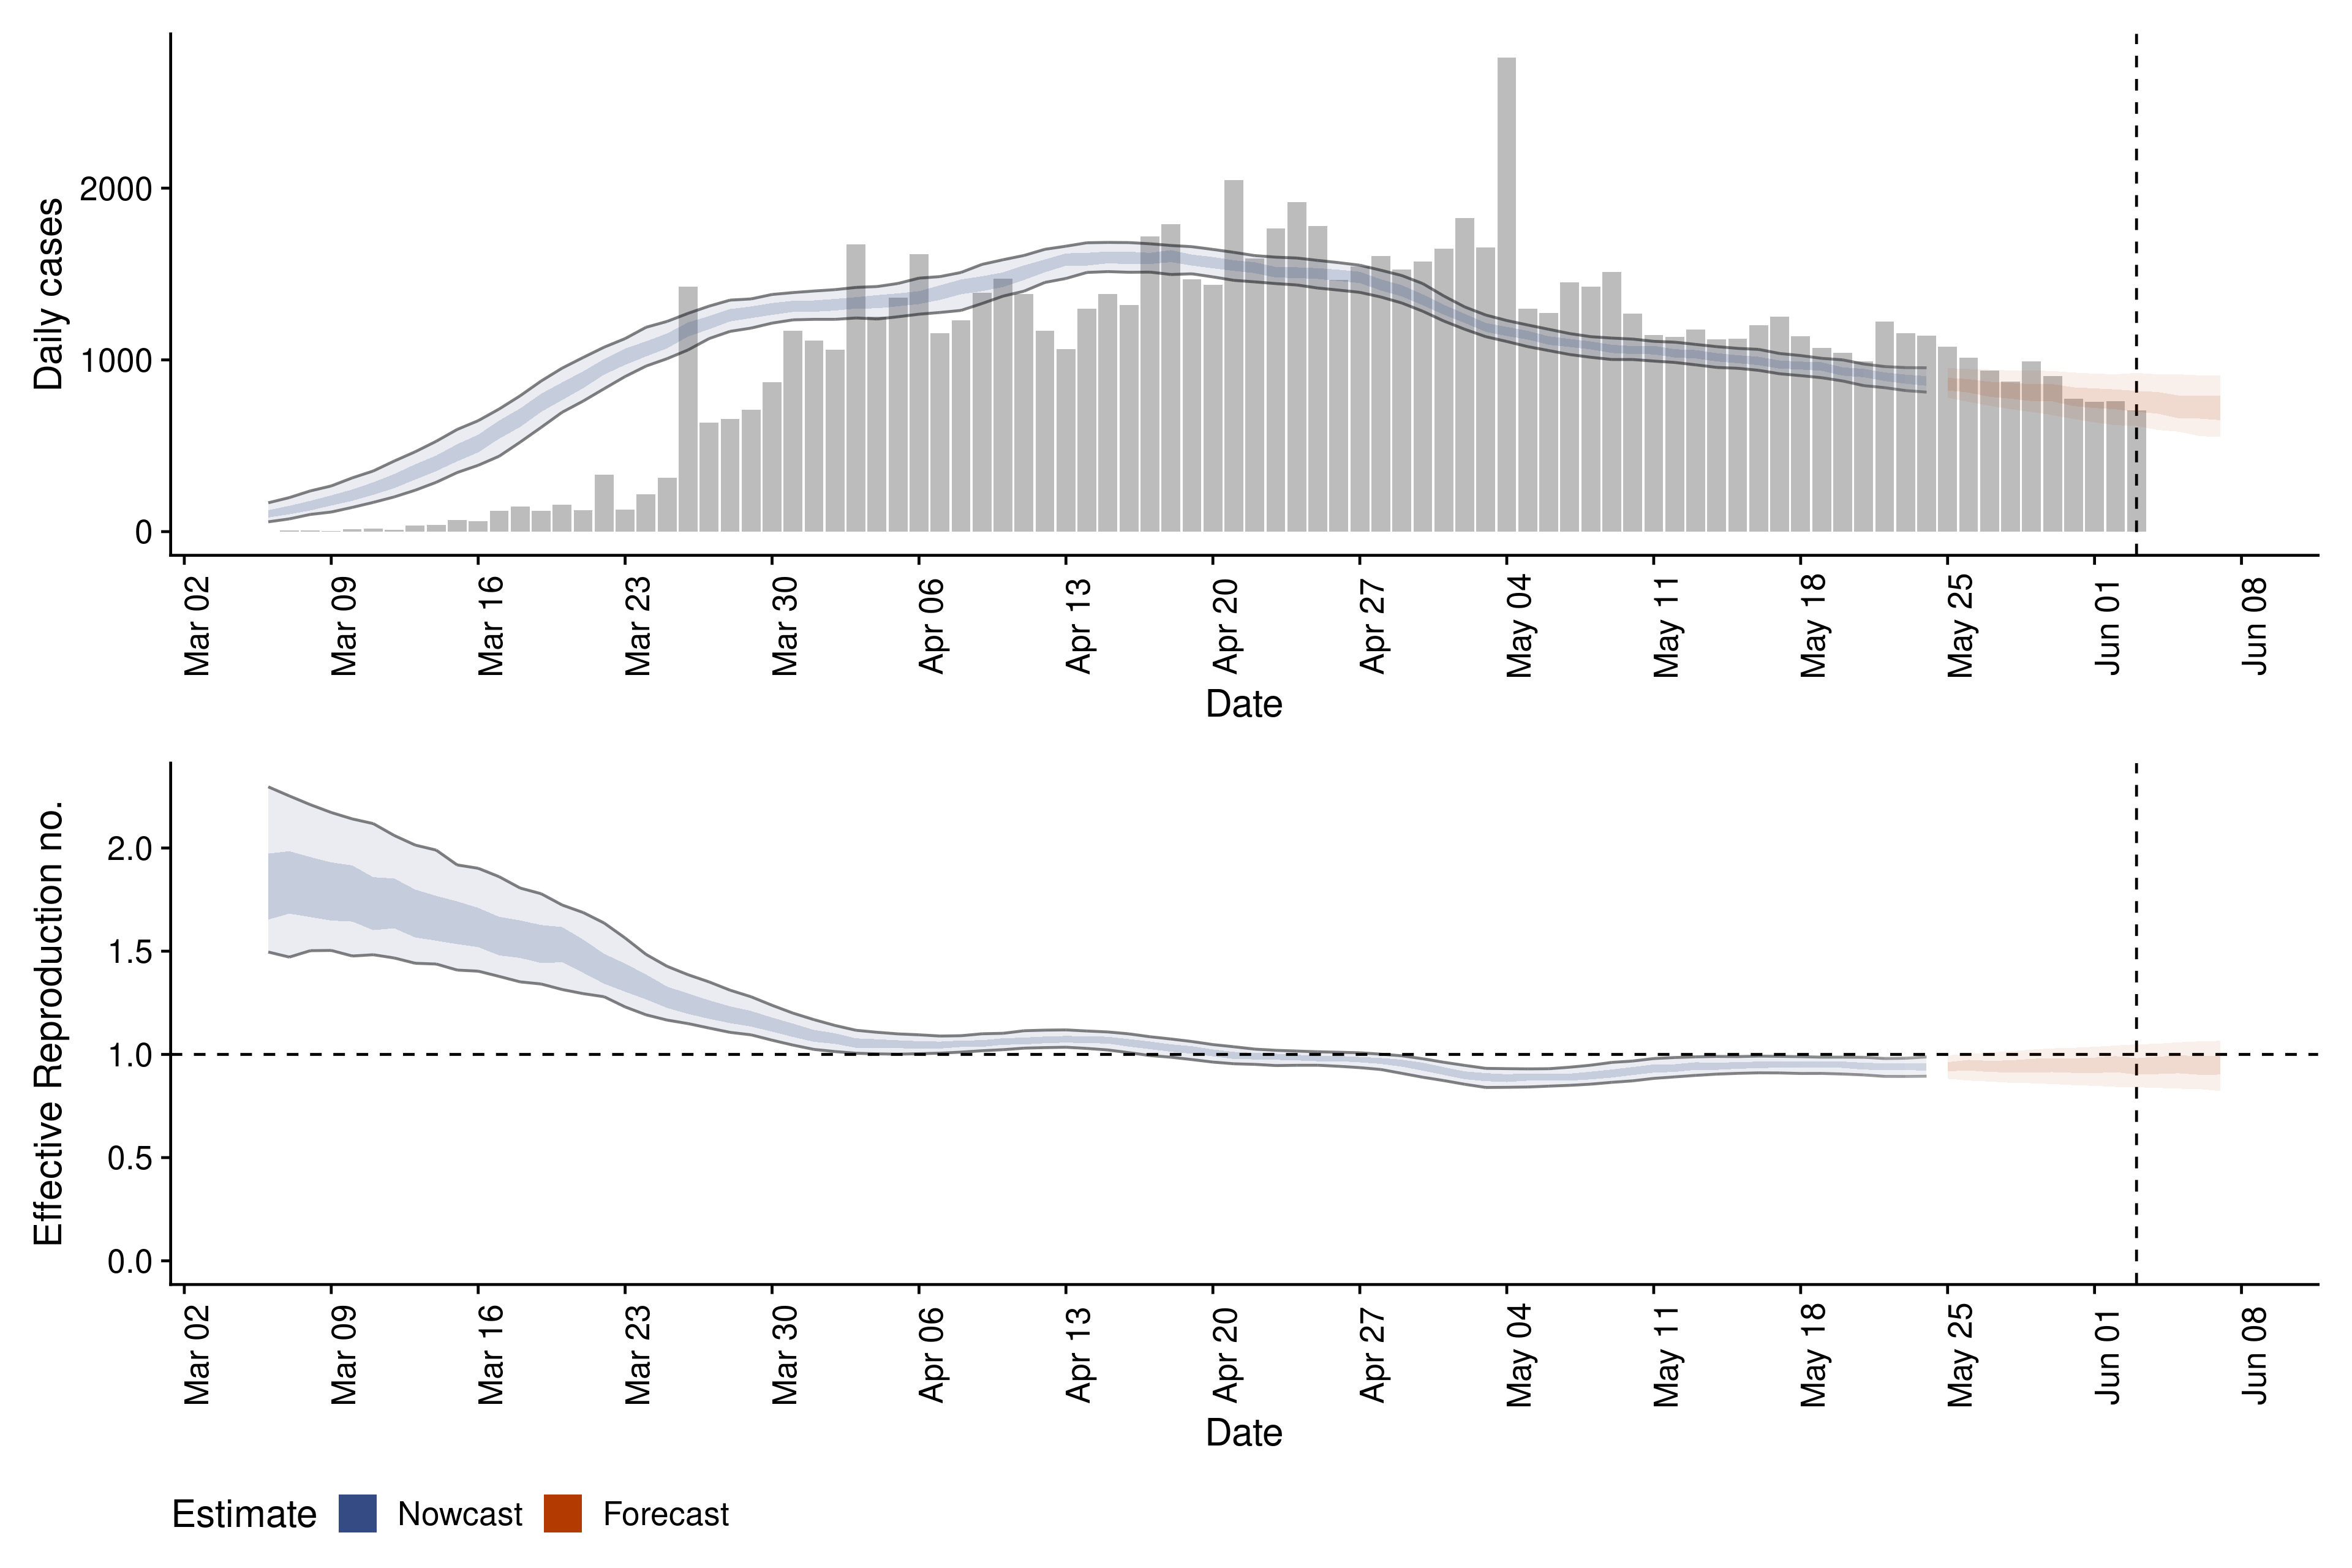 Daily cases
2000
1000
0
Mar 02
Mar 09
Mar 16
Mar 23
Mar 30
Apr 06
Apr 13
Apr 20
Apr 27
May 04
May 11
May 18
May 25
Jun 01
Jun 08
Date
Effective Reproduction no.
2.0
1.5
1.0
0.5
0.0
Mar 02
Mar 09
Mar 16
Mar 23
Mar 30
Apr 06
Apr 13
Apr 20
Apr 27
May 04
May 11
May 18
May 25
Jun 01
Jun 08
Date
Estimate Nowcast Forecast